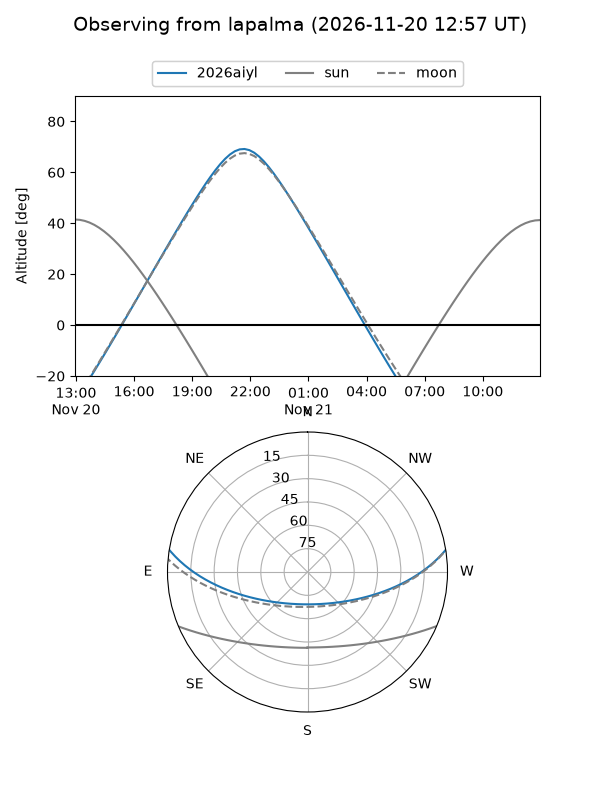 Observing from lapalma (2026-11-20 12:57 UT)
2026aiyl sun moon
80
60
40
20
0
−20
Altitude [deg]
13:00 16:00 19:00 22:00 01:00 04:00 07:00 10:00
Nov 20 Nov 21
N
NE NW
15
30
45
60
75
E W
SE SW
S